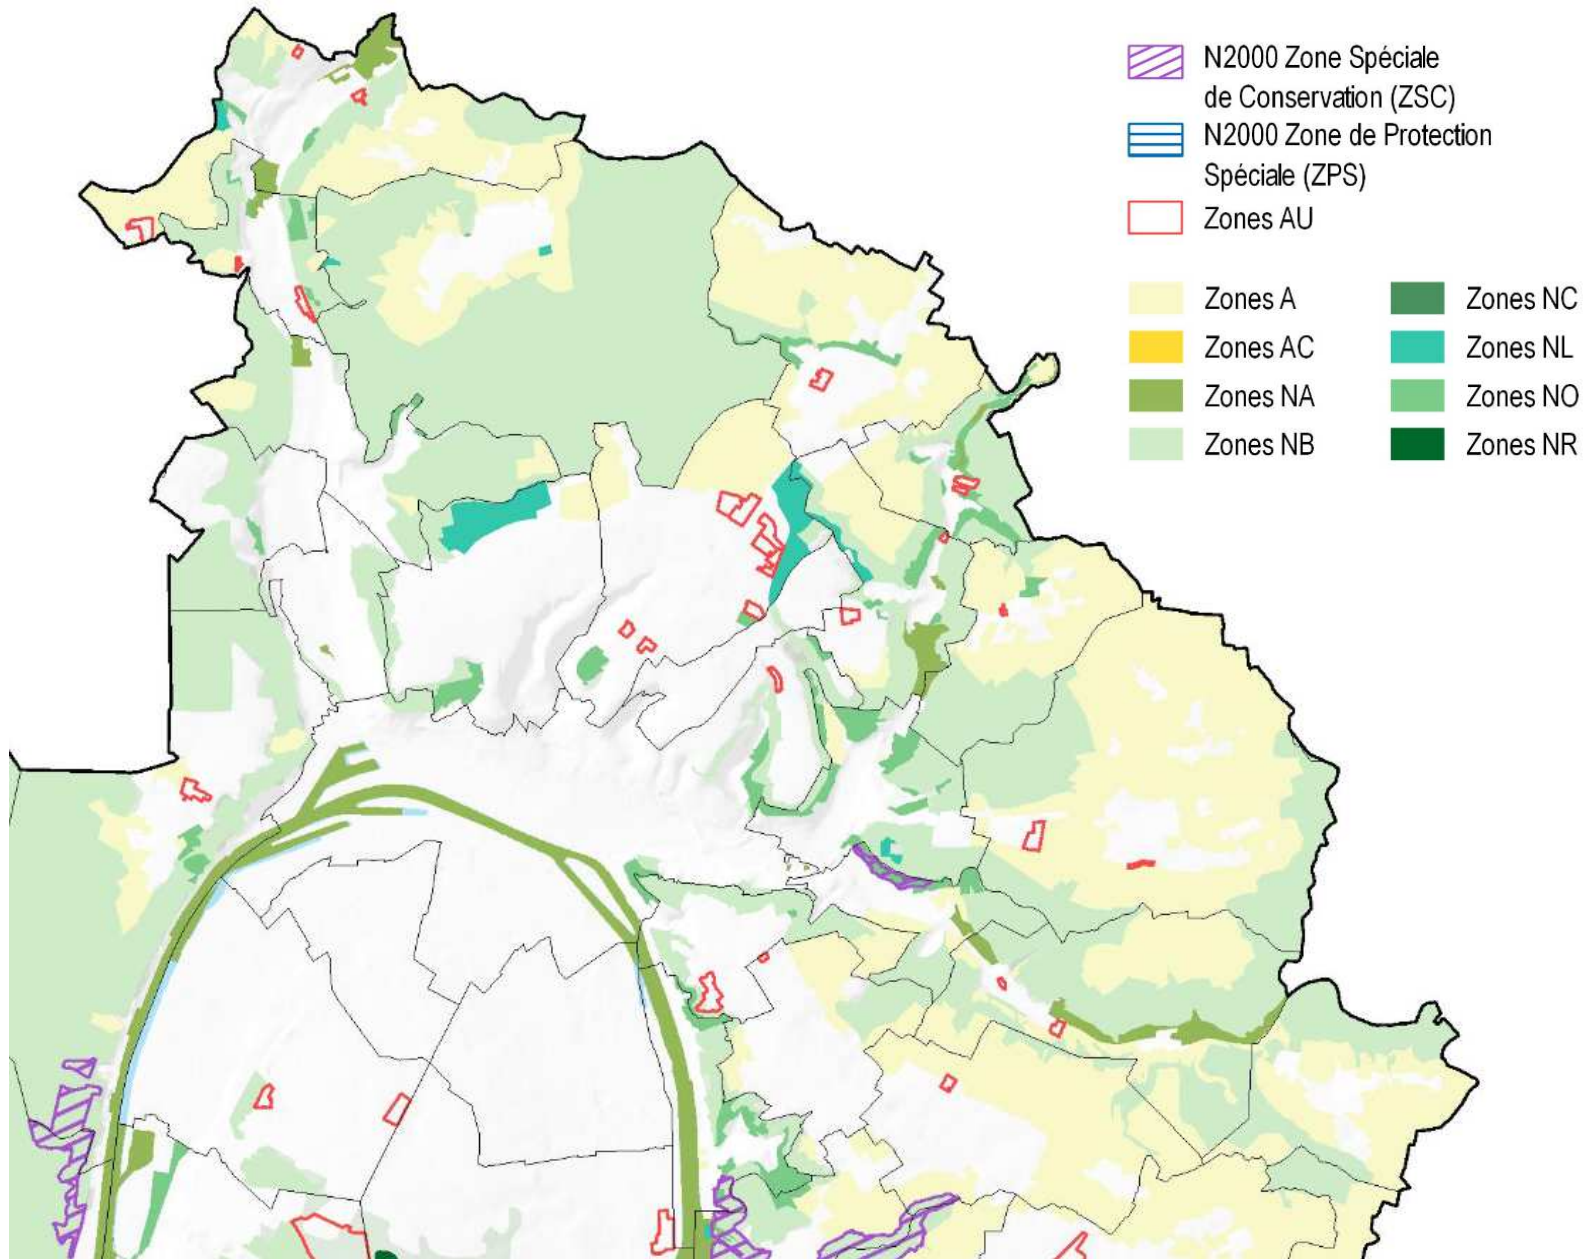 N2000 Zone Spéciale
de Conservation (ZSC)
N2000 Zone de Protection
Spéciale (ZPS)
Zones AU
Zones A
Zones AC
Zones NA
Zones NB
Zones NC
Zones NL
Zones NO
Zones NR